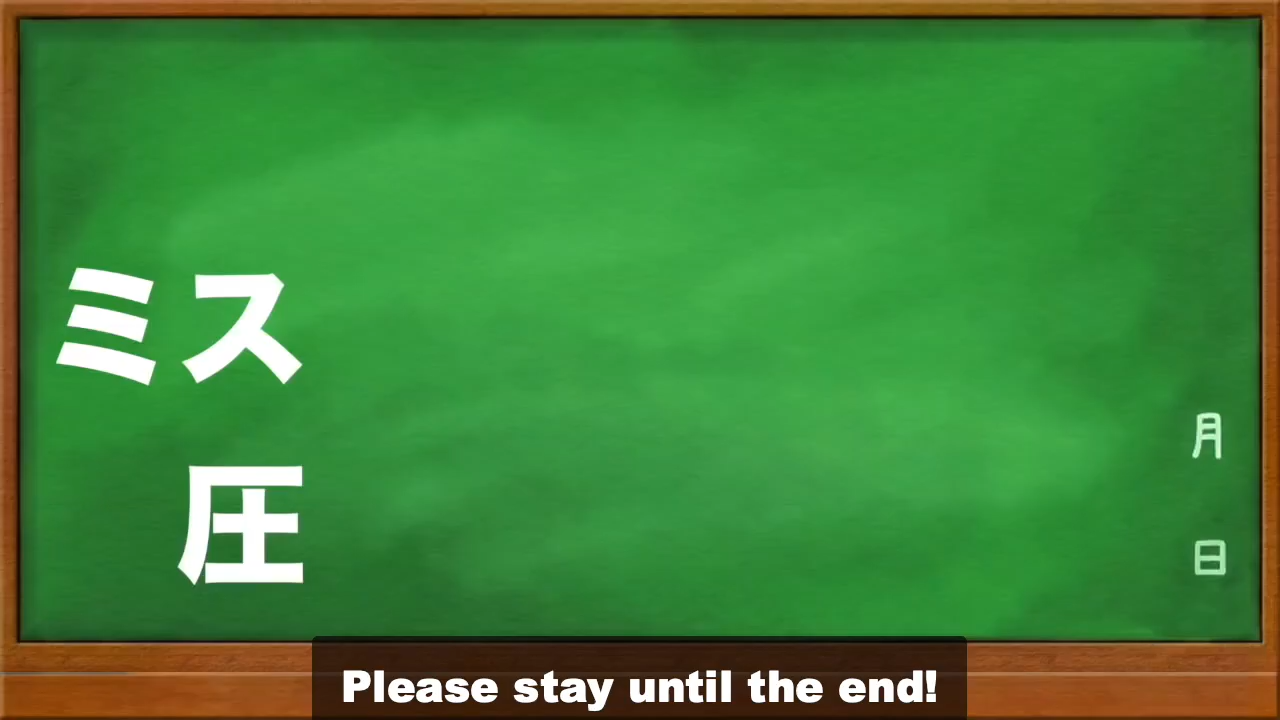 ミス
圧
月
日
Please stay until the end!